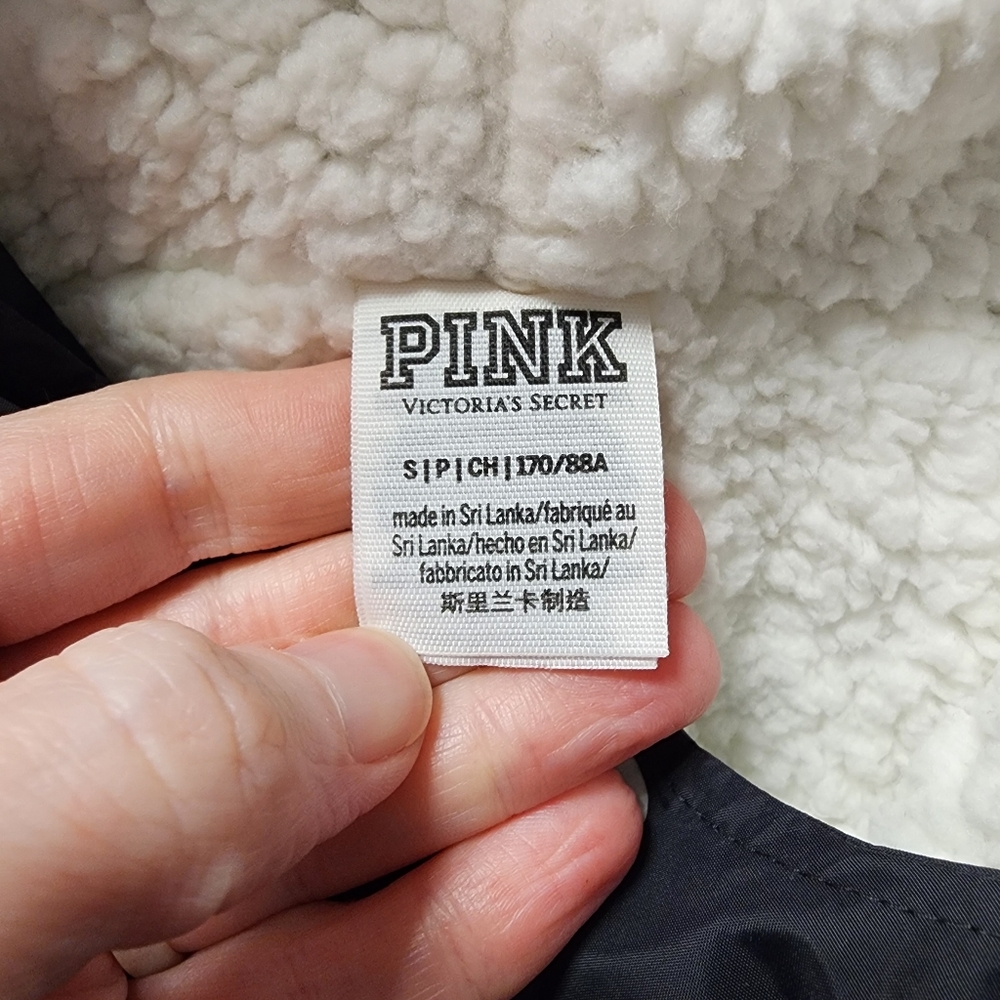 PINK
VICTORIA'S SECRET
S|P|CH|170/88A
made in Sri Lanka/fabriqué au
Sri Lanka/hecho en Sri Lanka/
fabbricato in Sri Lanka/
斯里兰卡制造